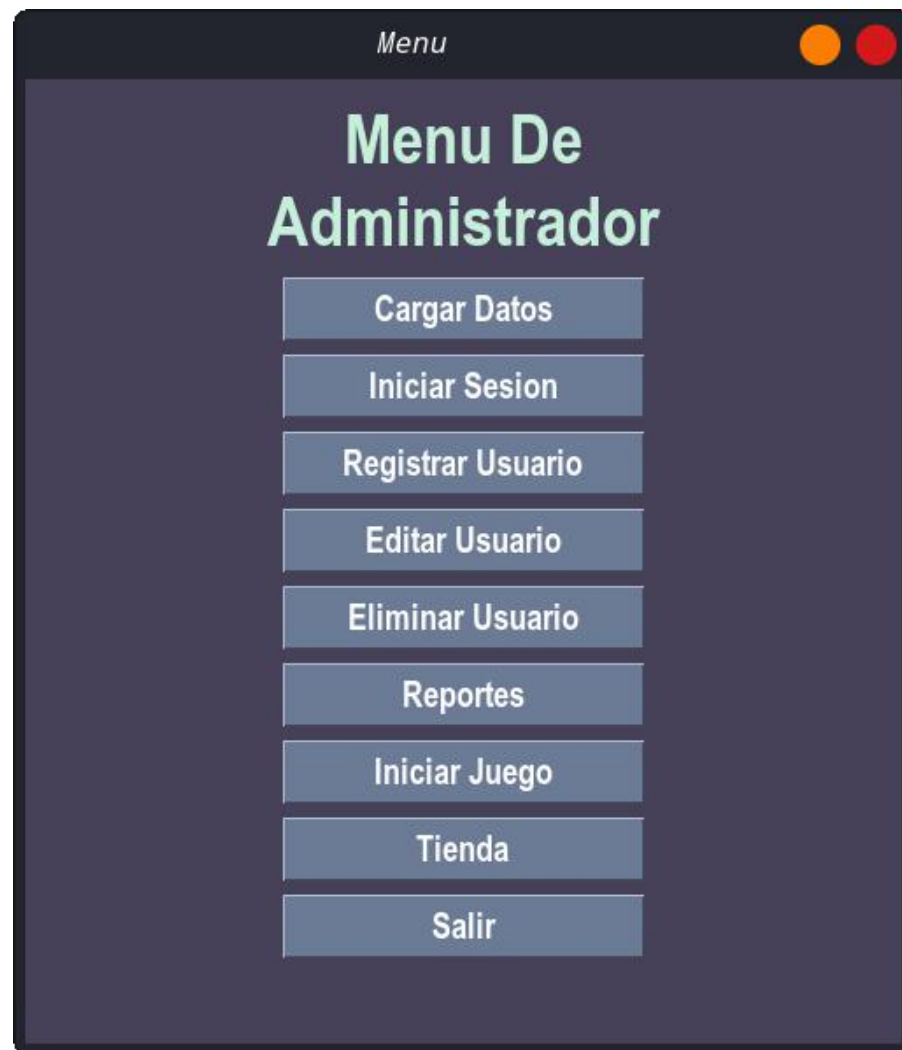 Menu
Menu De
Administrador
Cargar Datos
Iniciar Sesion
Registrar Usuario
Editar Usuario
Eliminar Usuario
Reportes
Iniciar Juego
Tienda
Salir